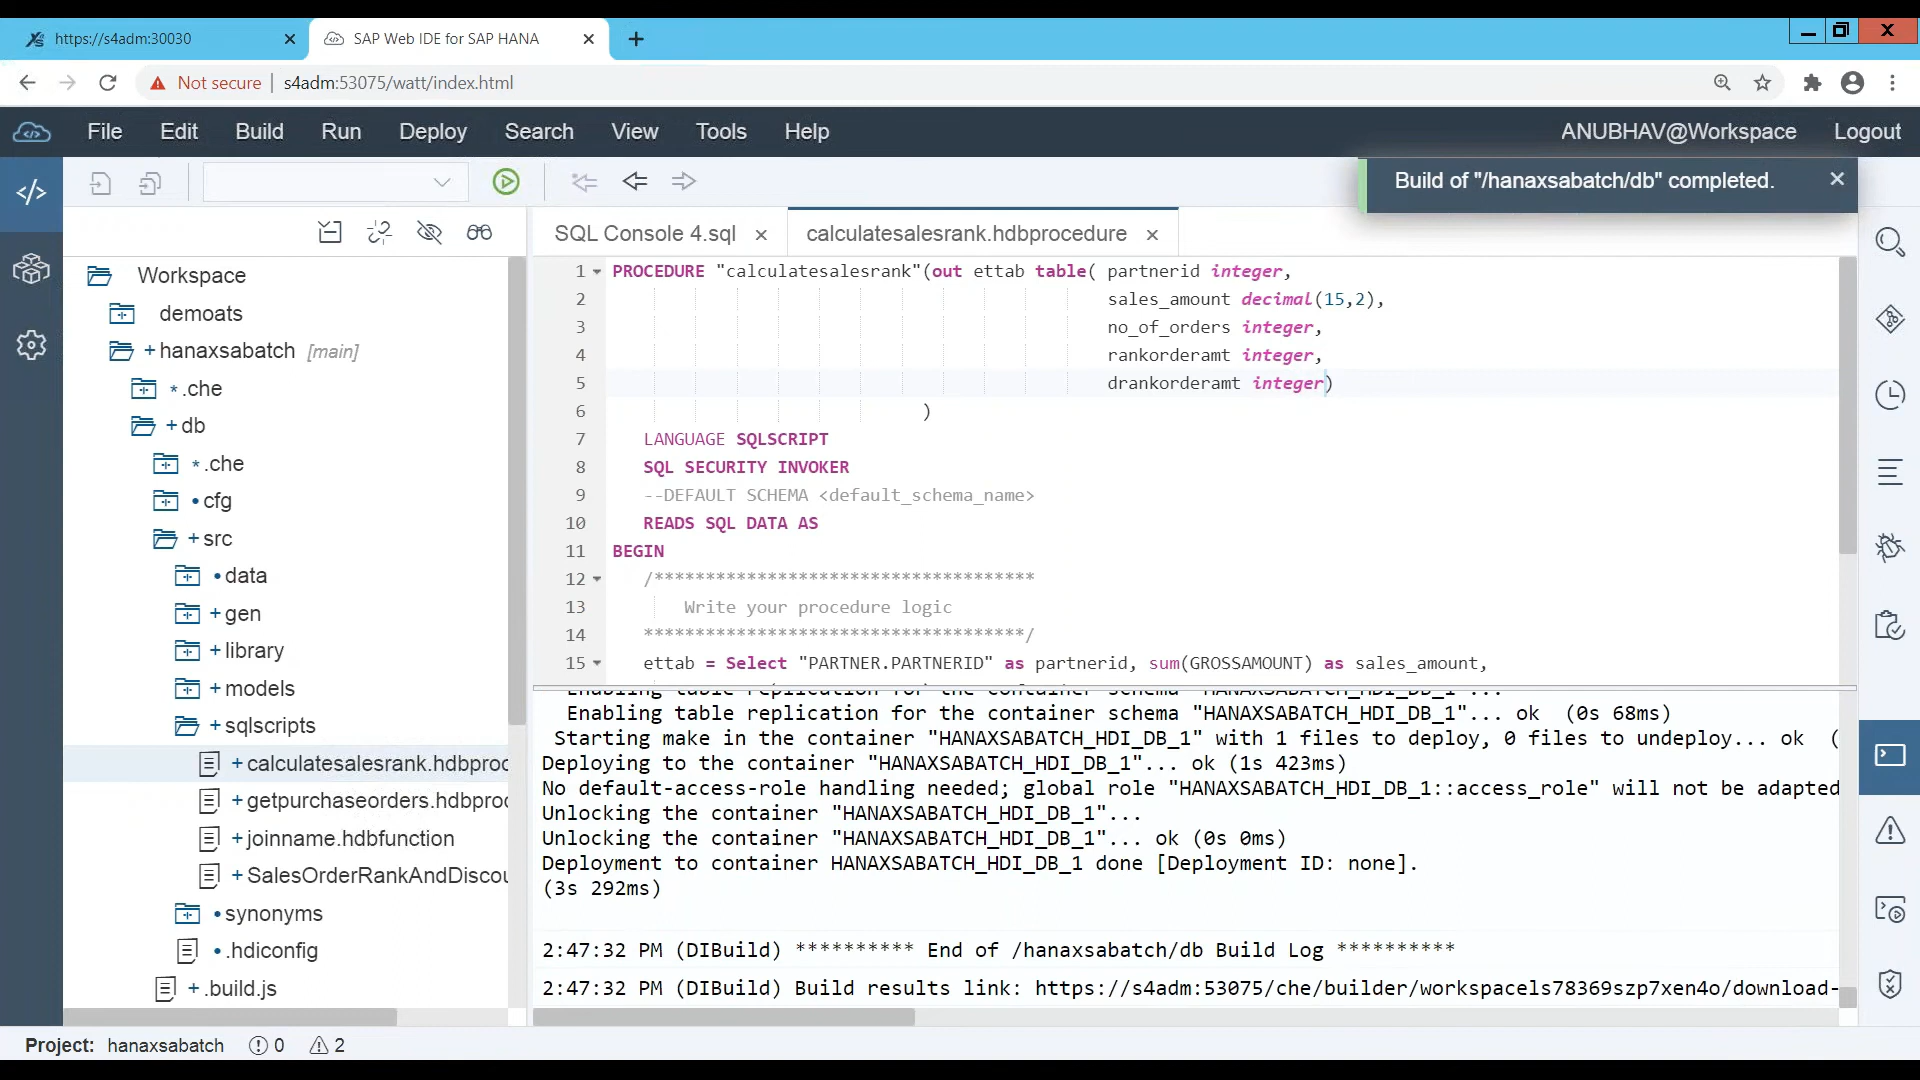 https://s4adm:30030
SAP Web IDE for SAP HANA
Not secure
s4adm:53075/watt/index.html
File Edit Build Run Deploy Search View Tools Help
ANUBHAV@Workspace Logout
Build of "/hanaxsabatch/db" completed.
SQL Console 4.sql
calculatesalesrank.hdbprocedure
Workspace
demoats
+hanaxsabatch [main]
*.che
+db
*.che
•cfg
+src
•data
+gen
+library
+models
+sqlscripts
+calculatesalesrank.hdbproc
+getpurchaseorders.hdbproc
+joinname.hdbfunction
+SalesOrderRankAndDiscou
•synonyms
•.hdiconfig
+.build.js
1 PROCEDURE "calculatesalesrank"(out ettab table( partnerid integer,
2 sales_amount decimal(15,2),
3 no_of_orders integer,
4 rankorderamt integer,
5 drankorderamt integer)
6 )
7 LANGUAGE SQLSCRIPT
8 SQL SECURITY INVOKER
9 --DEFAULT SCHEMA <default_schema_name>
10 READS SQL DATA AS
11 BEGIN
12 /*************************************
13 Write your procedure logic
14 *************************************/
15 ettab = Select "PARTNER.PARTNERID" as partnerid, sum(GROSSAMOUNT) as sales_amount,
Enabling table replication for the container schema "HANAXSABATCH_HDI_DB_1"...
Enabling table replication for the container schema "HANAXSABATCH_HDI_DB_1"... ok (0s 68ms)
Starting make in the container "HANAXSABATCH_HDI_DB_1" with 1 files to deploy, 0 files to undeploy... ok (
Deploying to the container "HANAXSABATCH_HDI_DB_1"... ok (1s 423ms)
No default-access-role handling needed; global role "HANAXSABATCH_HDI_DB_1::access_role" will not be adapted
Unlocking the container "HANAXSABATCH_HDI_DB_1"...
Unlocking the container "HANAXSABATCH_HDI_DB_1"... ok (0s 0ms)
Deployment to container HANAXSABATCH_HDI_DB_1 done [Deployment ID: none].
(3s 292ms)
2:47:32 PM (DIBuild) ********** End of /hanaxsabatch/db Build Log **********
2:47:32 PM (DIBuild) Build results link: https://s4adm:53075/che/builder/workspacels78369szp7xen4o/download-
Project: hanaxsabatch 0 2